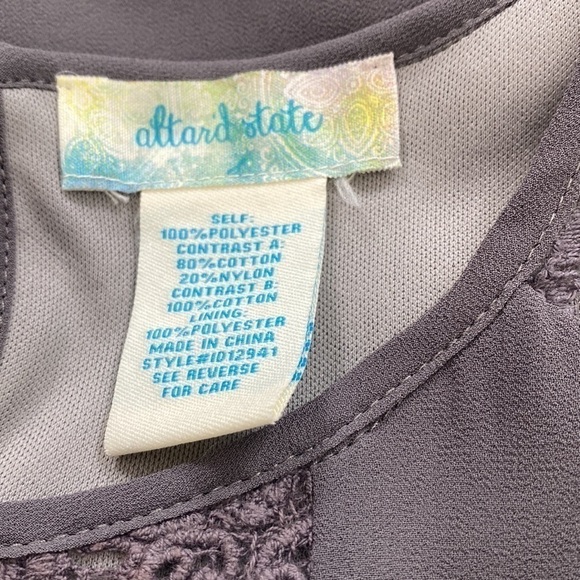 altar'd state
SELF:
100%POLYESTER
CONTRAST A:
80%COTTON
20%NYLON
CONTRAST B:
100%COTTON
LINING:
100%POLYESTER
MADE IN CHINA
STYLE#ID12941
SEE REVERSE
FOR CARE